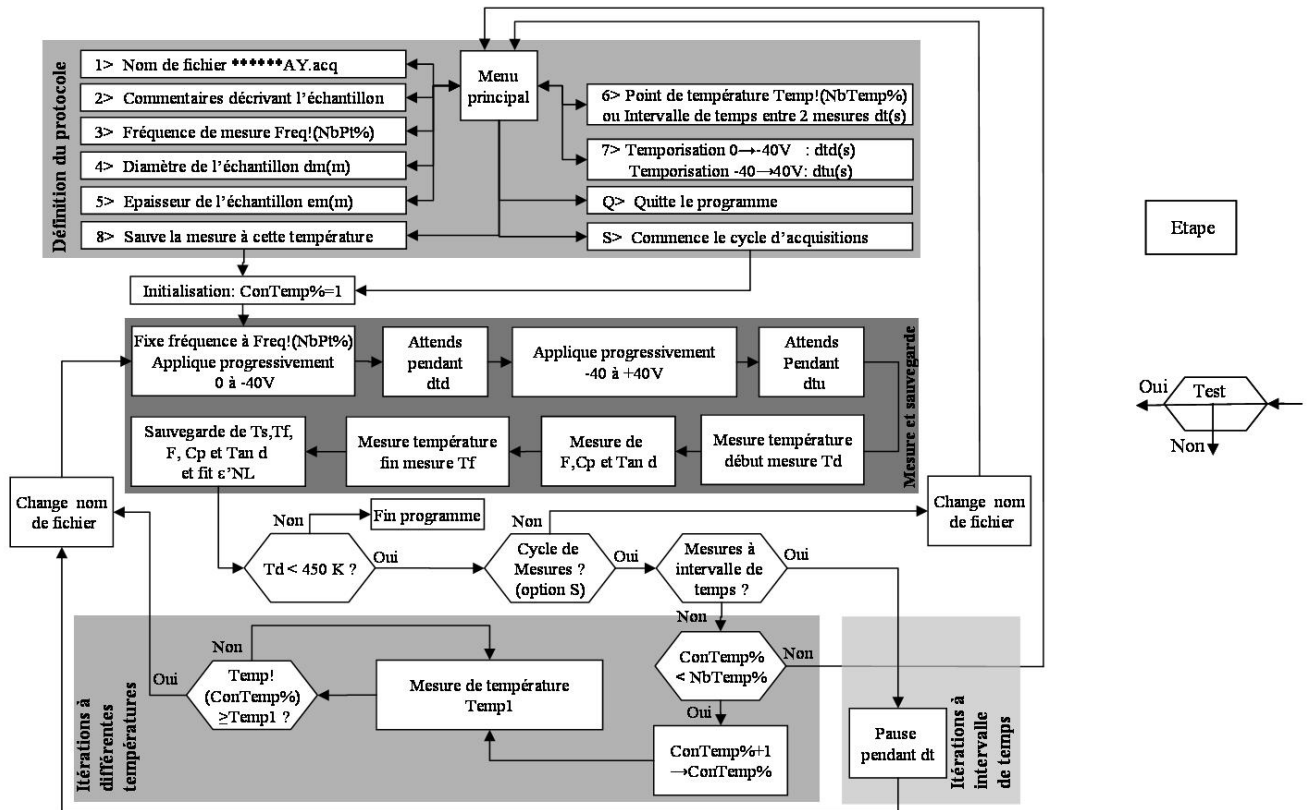 Définition du protocole
1> Nom de fichier ******AY.acq
2> Commentaires décrivant l'échantillon
3> Fréquence de mesure Freq!(NbPt%)
4> Diamètre de l'échantillon dm(m)
5> Epaisseur de l'échantillon em(m)
8> Sauve la mesure à cette température
Menu
principal
6> Point de température Temp!(NbTemp%)
ou Intervalle de temps entre 2 mesures dt(s)
7> Temporisation 0→-40V : dtd(s)
Temporisation -40→40V: dtu(s)
Q> Quitte le programme
S> Commence le cycle d'acquisitions
Etape
Initialisation: ConTemp%=1
Mesure et sauvegarde
Fixe fréquence à Freq!(NbPt%)
Applique progressivement
0 à -40V
Attends
pendant
dtd
Applique progressivement
-40 à +40V
Attends
Pendant
dtu
Oui
Test
Non
Sauvegarde de Ts,Tf,
F, Cp et Tan d
et fit ε'NL
Mesure température
fin mesure Tf
Mesure de
F,Cp et Tan d
Mesure température
début mesure Td
Change nom
de fichier
Change nom
de fichier
Non
Fin programme
Td < 450 K ?
Oui
Non
Cycle de
Mesures ?
(option S)
Oui
Mesures à
intervalle de
temps ?
Oui
Non
Itérations à
différentes
températures
Oui
Non
Temp!
(ConTemp%)
≥Temp1 ?
Mesure de température
Temp1
ConTemp%
< NbTemp%
Non
Oui
ConTemp%+1
→ConTemp%
Pause
pendant dt
Itérations à
intervalle
de temps